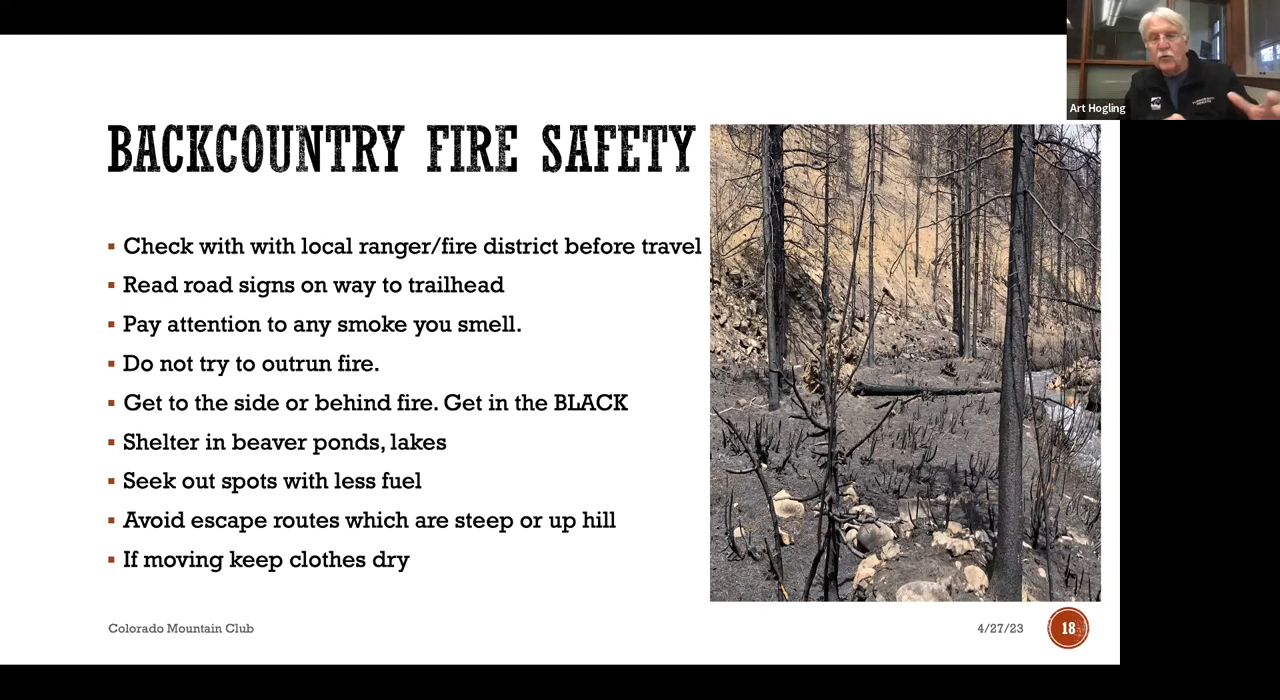 Art Hogling
BACKCOUNTRY FIRE SAFETY
▪ Check with with local ranger/fire district before travel
▪ Read road signs on way to trailhead
▪ Pay attention to any smoke you smell.
▪ Do not try to outrun fire.
▪ Get to the side or behind fire. Get in the BLACK
▪ Shelter in beaver ponds, lakes
▪ Seek out spots with less fuel
▪ Avoid escape routes which are steep or up hill
▪ If moving keep clothes dry
Colorado Mountain Club
4/27/23
18